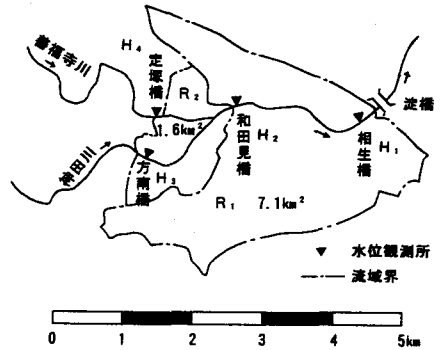 善福寺川
H4
定塚橋
R2
1.6km²
和田見橋
H2
淀橋
相生橋
H1
神田川
方南橋
H3
R1 7.1km²
▼ 水位観測所
流域界
0 1 2 3 4 5km